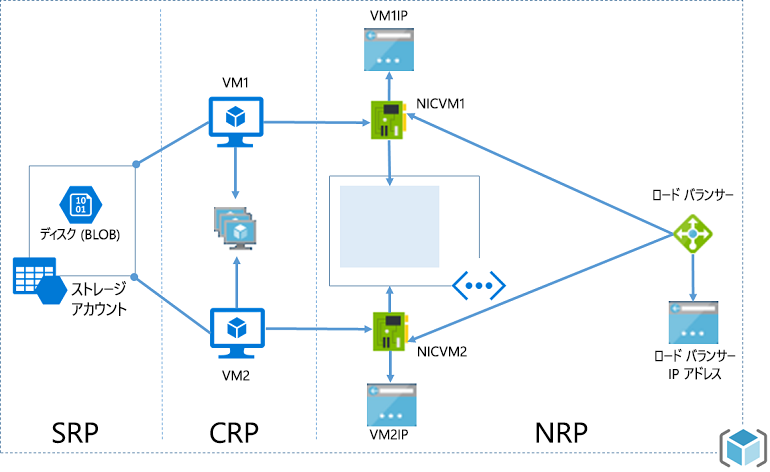 VM1IP
VM1
NICVM1
10
01
ディスク (BLOB)
ロード バランサー
ストレージ
アカウント
VM2
NICVM2
ロード バランサー
IP アドレス
VM2IP
SRP
CRP
NRP